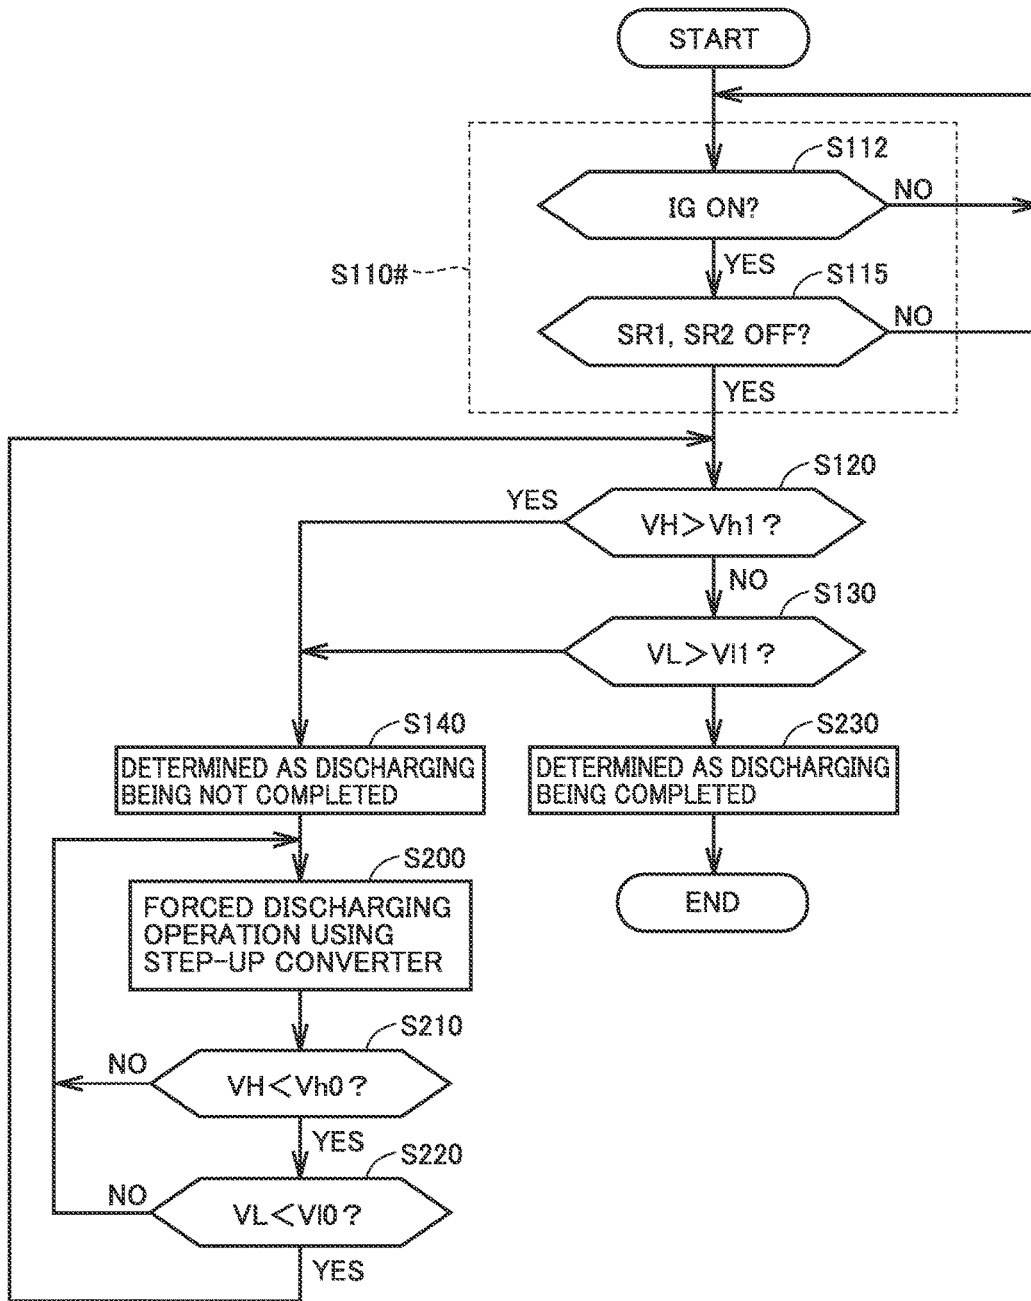 START
S112
IG ON?
NO
YES
S110#
S115
SR1, SR2 OFF?
NO
YES
S120
YES
VH>Vh1?
NO
S130
VL>Vl1?
S140
S230
DETERMINED AS DISCHARGING
BEING NOT COMPLETED
DETERMINED AS DISCHARGING
BEING COMPLETED
S200
FORCED DISCHARGING
OPERATION USING
STEP-UP CONVERTER
END
S210
NO
VH<Vh0?
YES
S220
NO
VL<Vl0?
YES